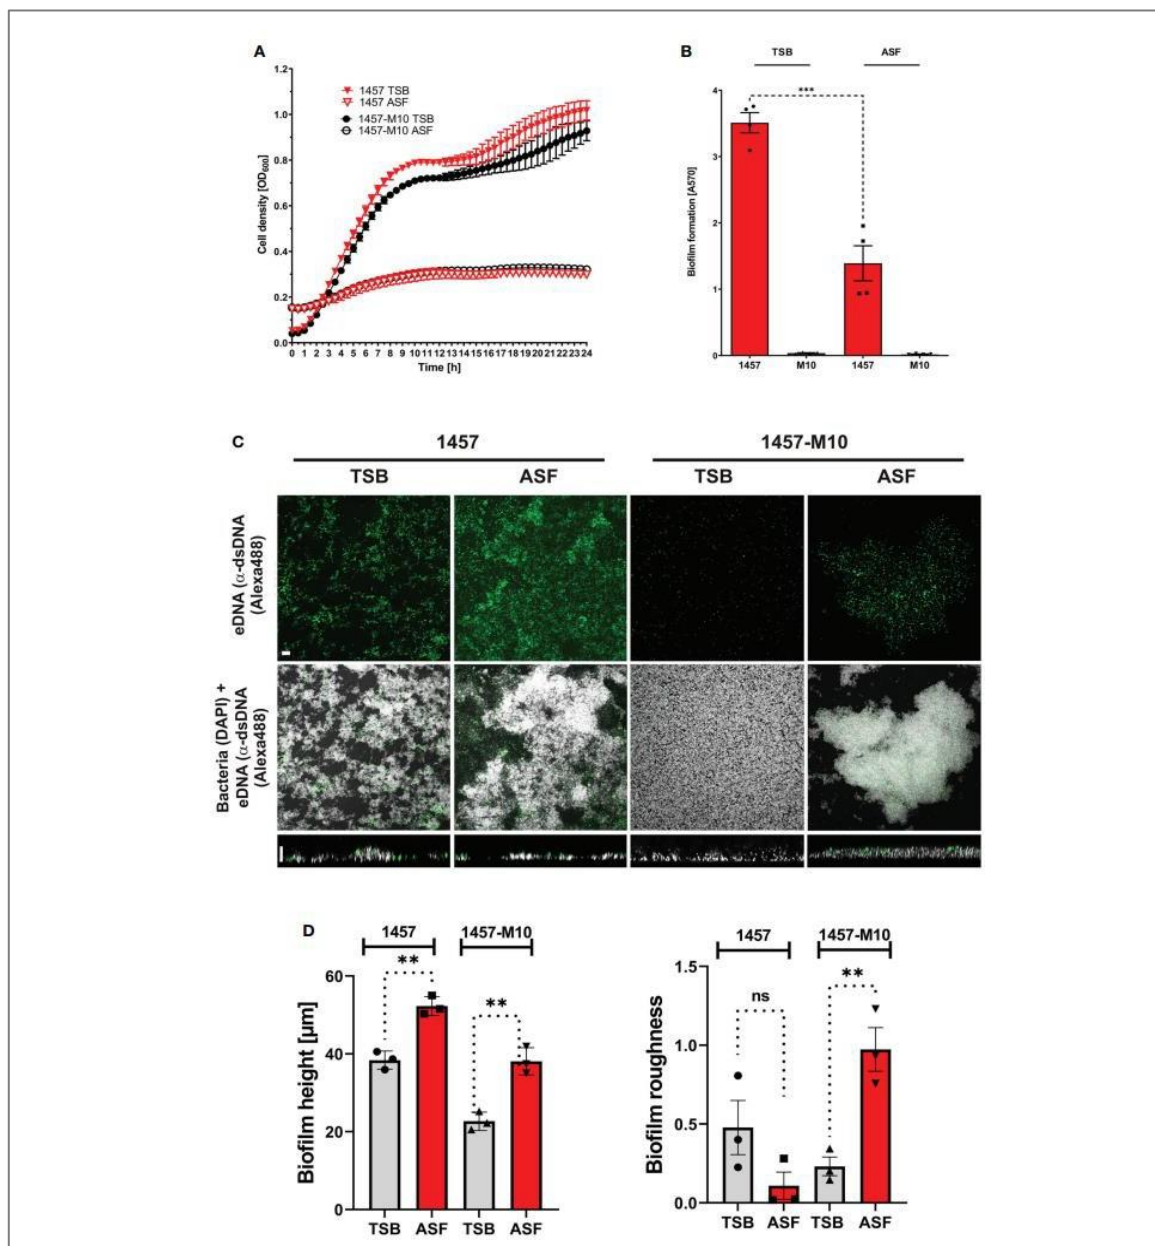 A
1.2
1.0
0.8
0.6
0.4
0.2
0.0
Cell density [OD600]
1457 TSB
1457 ASF
1457-M10 TSB
1457-M10 ASF
0 1 2 3 4 5 6 7 8 9 10 11 12 13 14 15 16 17 18 19 20 21 22 23 24
Time [h]
B
TSB ASF
***
4
3
2
1
0
Biofilm formation [A570]
1457 M10 1457 M10
C
1457 1457-M10
TSB ASF TSB ASF
eDNA (α-dsDNA
(Alexa488)
Bacteria (DAPI) +
eDNA (α-dsDNA
(Alexa488)
D
1457 1457-M10
** **
60
40
20
0
Biofilm height [µm]
TSB ASF TSB ASF
1457 1457-M10
ns **
1.5
1.0
0.5
0.0
Biofilm roughness
TSB ASF TSB ASF